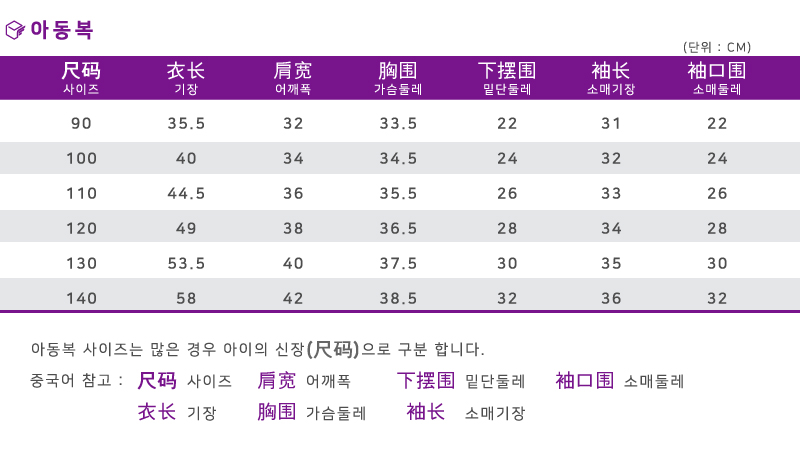 아동복
(단위 : CM)
尺码 衣长 肩宽 胸围 下摆围 袖长 袖口围
사이즈 기장 어깨폭 가슴둘레 밑단둘레 소매기장 소매둘레
90 35.5 32 33.5 22 31 22
100 40 34 34.5 24 32 24
110 44.5 36 35.5 26 33 26
120 49 38 36.5 28 34 28
130 53.5 40 37.5 30 35 30
140 58 42 38.5 32 36 32
아동복 사이즈는 많은 경우 아이의 신장(尺码)으로 구분 합니다.
중국어 참고 : 尺码 사이즈 肩宽 어깨폭 下摆围 밑단둘레 袖口围 소매둘레
衣长 기장 胸围 가슴둘레 袖长 소매기장